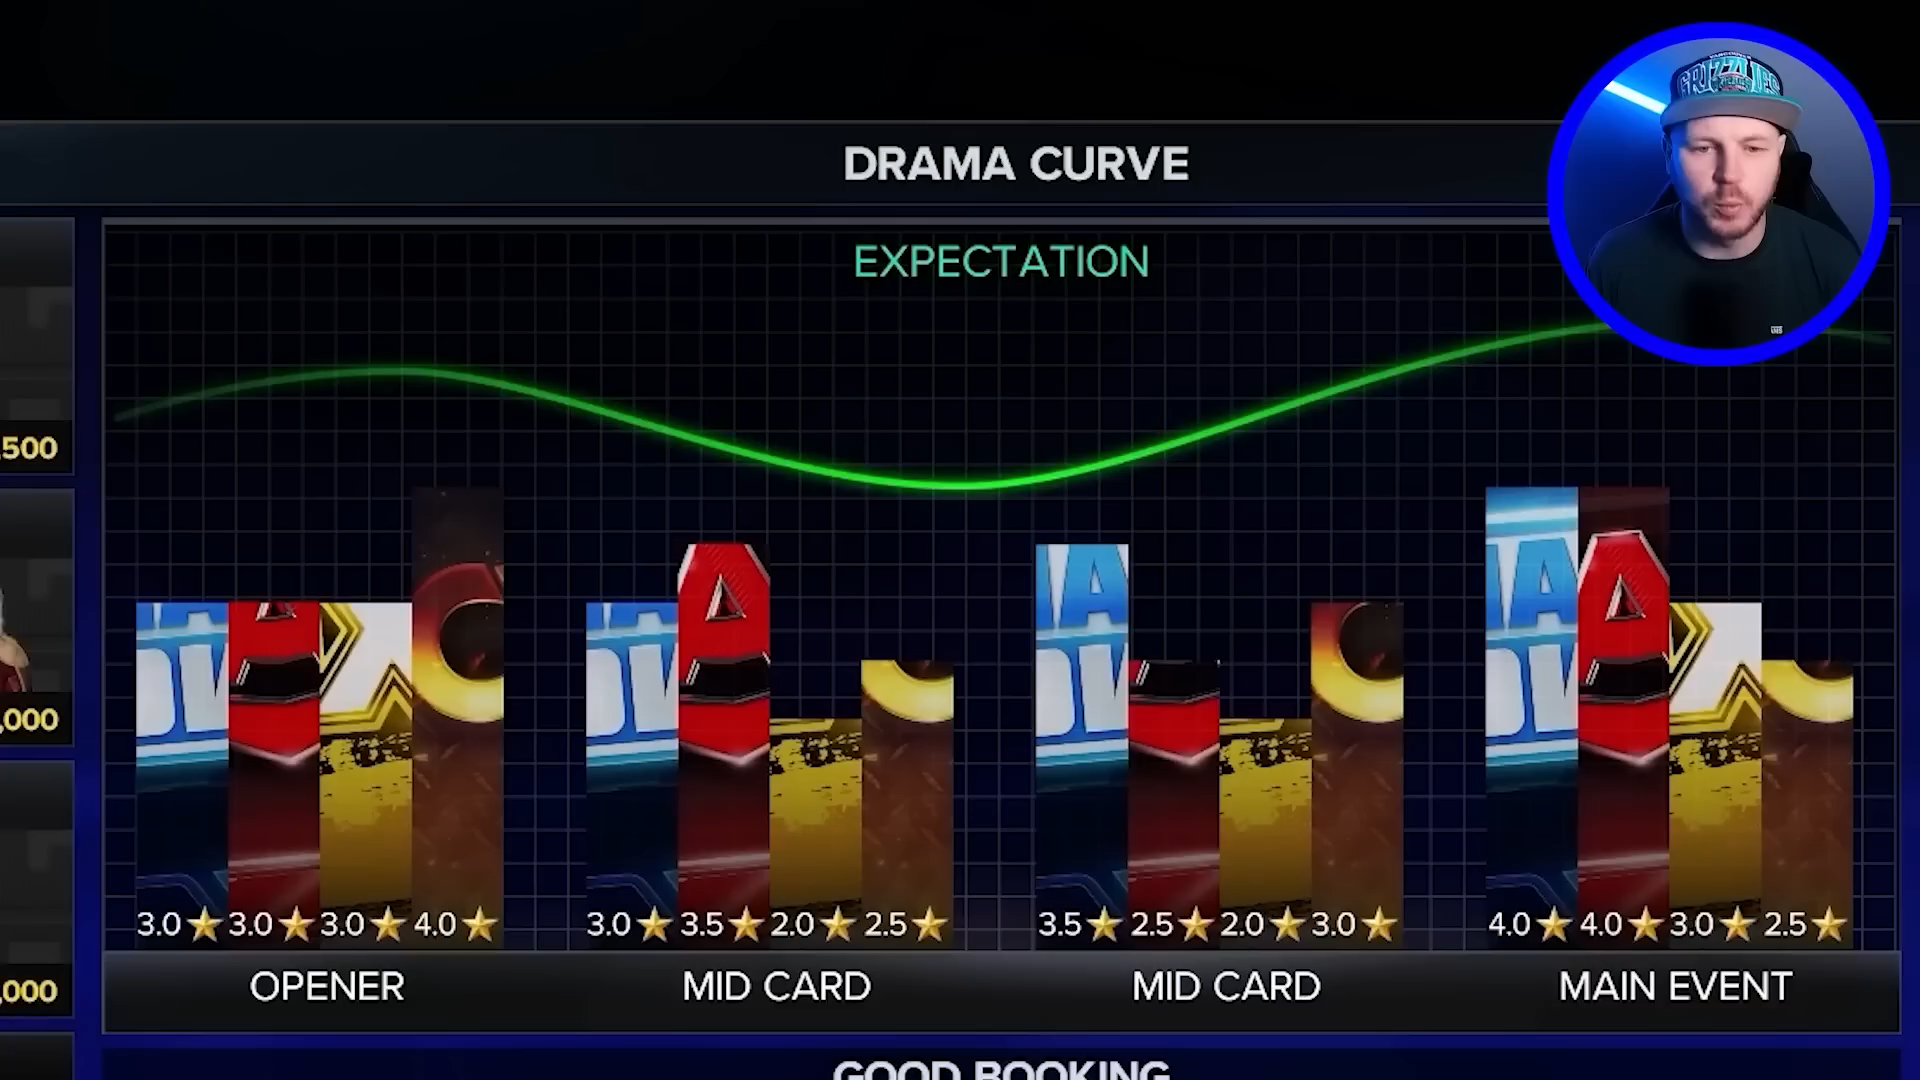 GRIZZLIES
DRAMA CURVE
EXPECTATION
500
,000
,000
3.0 3.0 3.0 4.0
3.0 3.5 2.0 2.5
3.5 2.5 2.0 3.0
4.0 4.0 3.0 2.5
OPENER
MID CARD
MID CARD
MAIN EVENT
GOOD BOOKING